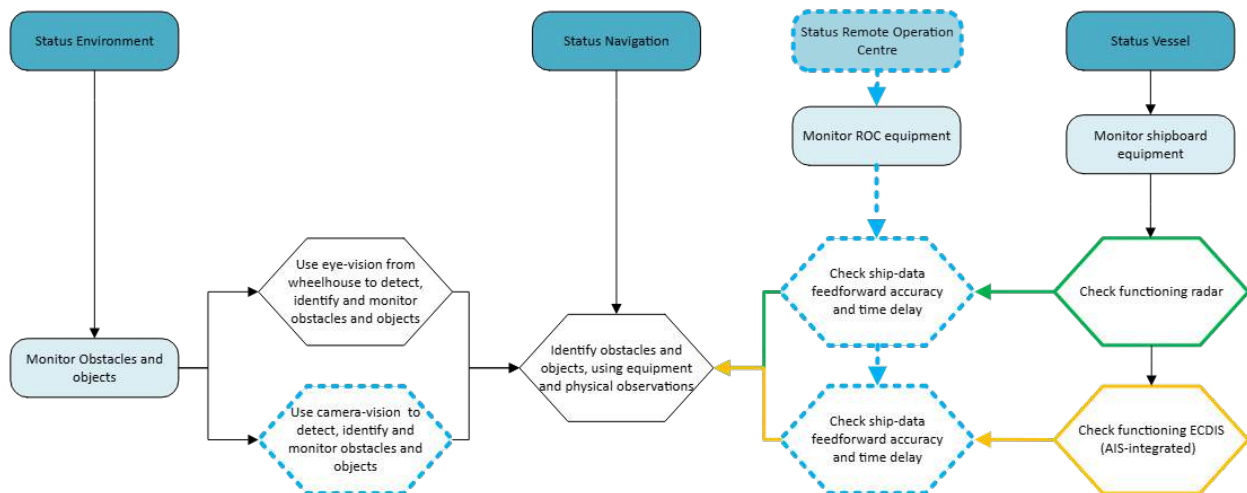 Status Environment
Status Navigation
Status Remote Operation
Centre
Status Vessel
Monitor ROC equipment
Monitor shipboard
equipment
Use eye-vision from
wheelhouse to detect,
identify and monitor
obstacles and objects
Check ship-data
feedforward accuracy
and time delay
Check functioning radar
Monitor Obstacles and
objects
Identify obstacles and
objects, using equipment
and physical observations
Use camera-vision to
detect, identify and
monitor obstacles and
objects
Check ship-data
feedforward accuracy
and time delay
Check functioning ECDIS
(AIS-integrated)